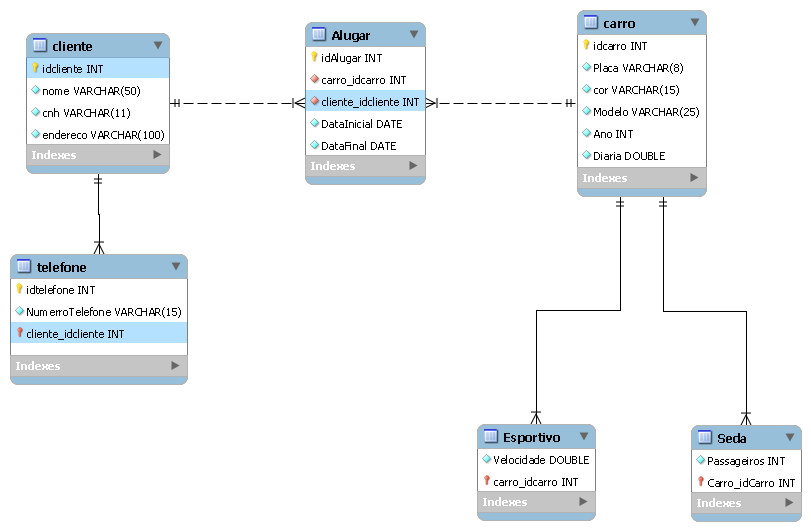 cliente
idcliente INT
nome VARCHAR(50)
cnh VARCHAR(11)
endereco VARCHAR(100)
Indexes
Alugar
idAlugar INT
carro_idcarro INT
cliente_idcliente INT
DataInicial DATE
DataFinal DATE
Indexes
carro
idcarro INT
Placa VARCHAR(8)
cor VARCHAR(15)
Modelo VARCHAR(25)
Ano INT
Diaria DOUBLE
Indexes
telefone
idtelefone INT
NumerroTelefone VARCHAR(15)
cliente_idcliente INT
Indexes
Esportivo
Velocidade DOUBLE
carro_idcarro INT
Indexes
Seda
Passageiros INT
Carro_idCarro INT
Indexes